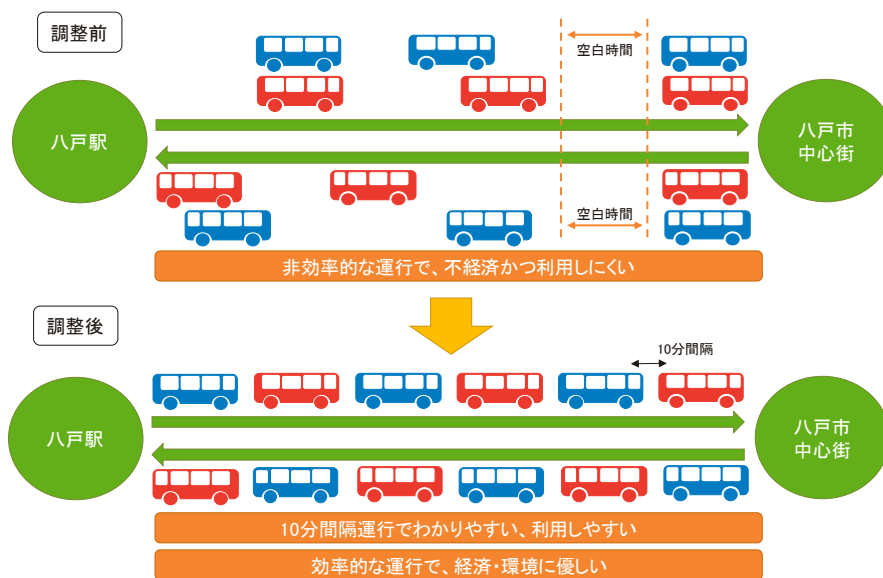 調整前
空白時間
八戸駅
八戸市
中心街
空白時間
非効率的な運行で、不経済かつ利用しにくい
調整後
10分間隔
八戸駅
八戸市
中心街
10分間隔運行でわかりやすい、利用しやすい
効率的な運行で、経済・環境に優しい